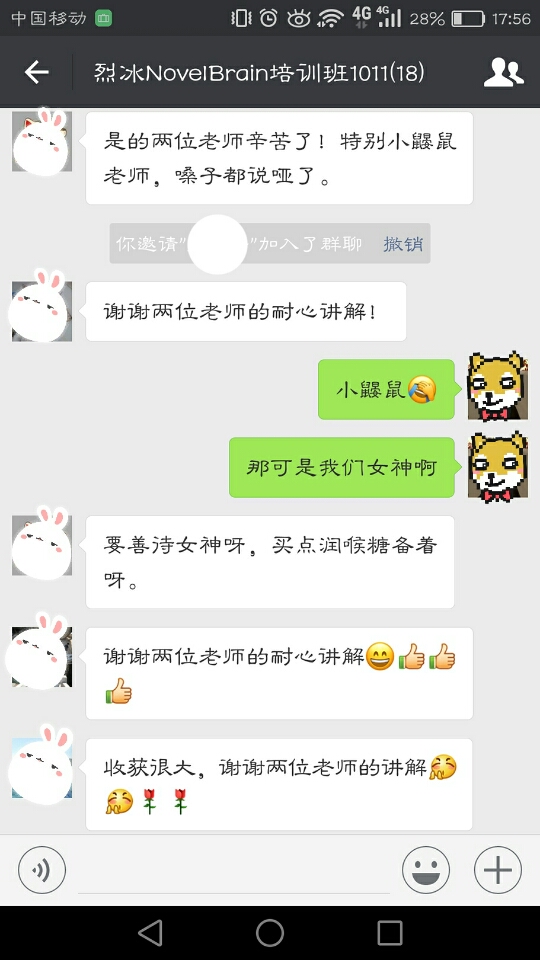 中国移动
4G
4G
28%
17:56
烈冰NovelBrain培训班1011(18)
是的两位老师辛苦了！特别小鼹鼠
老师，嗓子都说哑了。
你邀请" "加入了群聊 撤销
谢谢两位老师的耐心讲解！
小鼹鼠
那可是我们女神啊
要善待女神呀，买点润喉糖备着
呀。
谢谢两位老师的耐心讲解
收获很大，谢谢两位老师的讲解